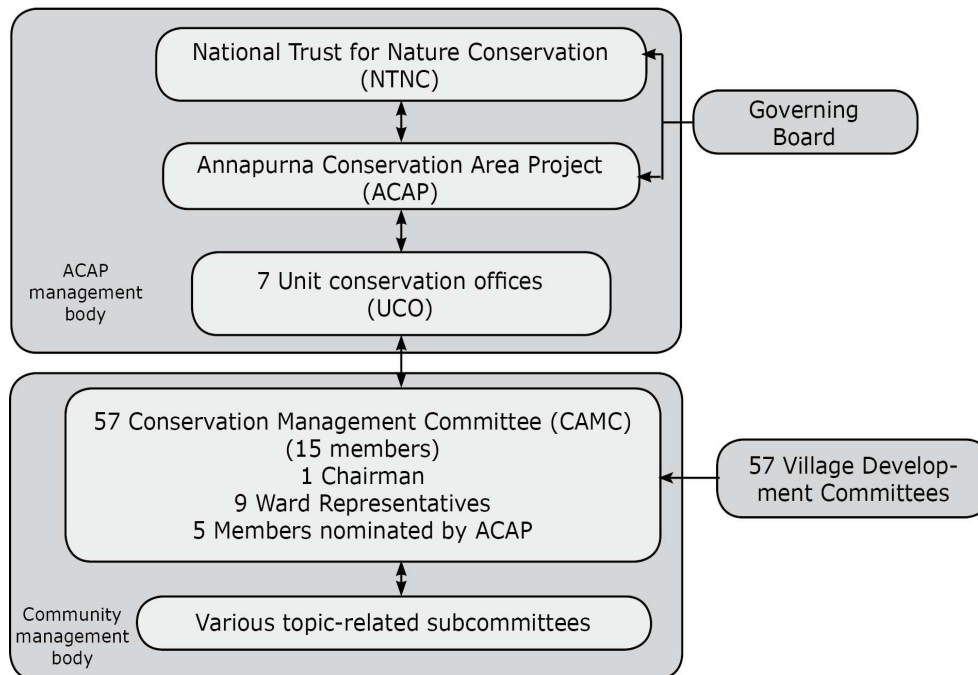 National Trust for Nature Conservation
(NTNC)
Governing
Board
Annapurna Conservation Area Project
(ACAP)
7 Unit conservation offices
(UCO)
ACAP
management
body
57 Conservation Management Committee (CAMC)
(15 members)
1 Chairman
9 Ward Representatives
5 Members nominated by ACAP
57 Village Develop-
ment Committees
Various topic-related subcommittees
Community
management
body